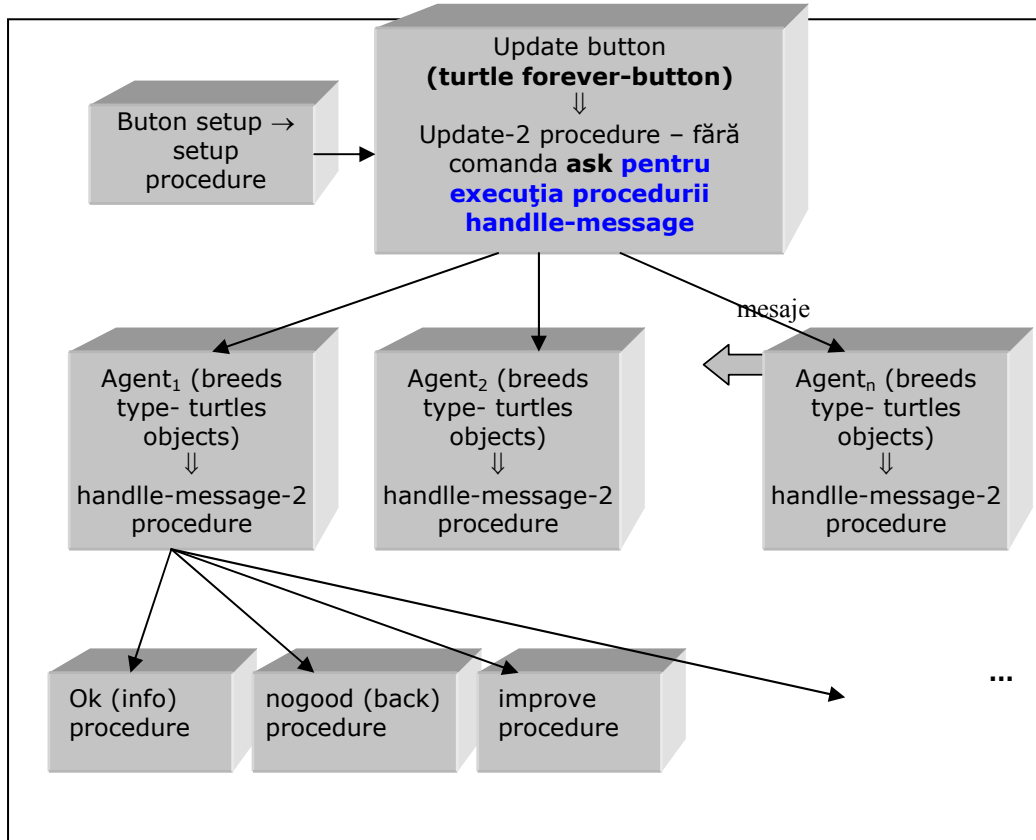 Update button
(turtle forever-button)
⇓
Update-2 procedure – fără
comanda ask pentru
execuţia procedurii
handlle-message
Buton setup →
setup
procedure
mesaje
Agent₁ (breeds
type- turtles
objects)
⇓
handlle-message-2
procedure
Agent₂ (breeds
type- turtles
objects)
⇓
handlle-message-2
procedure
Agentₙ (breeds
type- turtles
objects)
⇓
handlle-message-2
procedure
Ok (info)
procedure
nogood (back)
procedure
improve
procedure
...